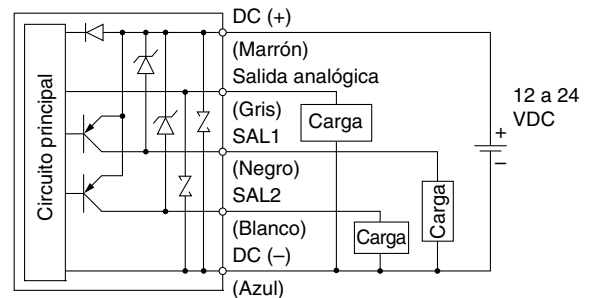 DC (+)
(Marrón)
Salida analógica
(Gris)
SAL1
(Negro)
SAL2
(Blanco)
DC (–)
(Azul)
Circuito principal
Carga
Carga
Carga
12 a 24
VDC
+
–